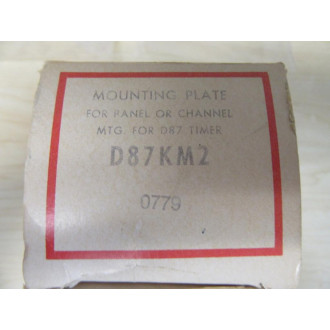 MOUNTING PLATE
FOR PANEL OR CHANNEL
MTG. FOR D87 TIMER
D87KM2
0779